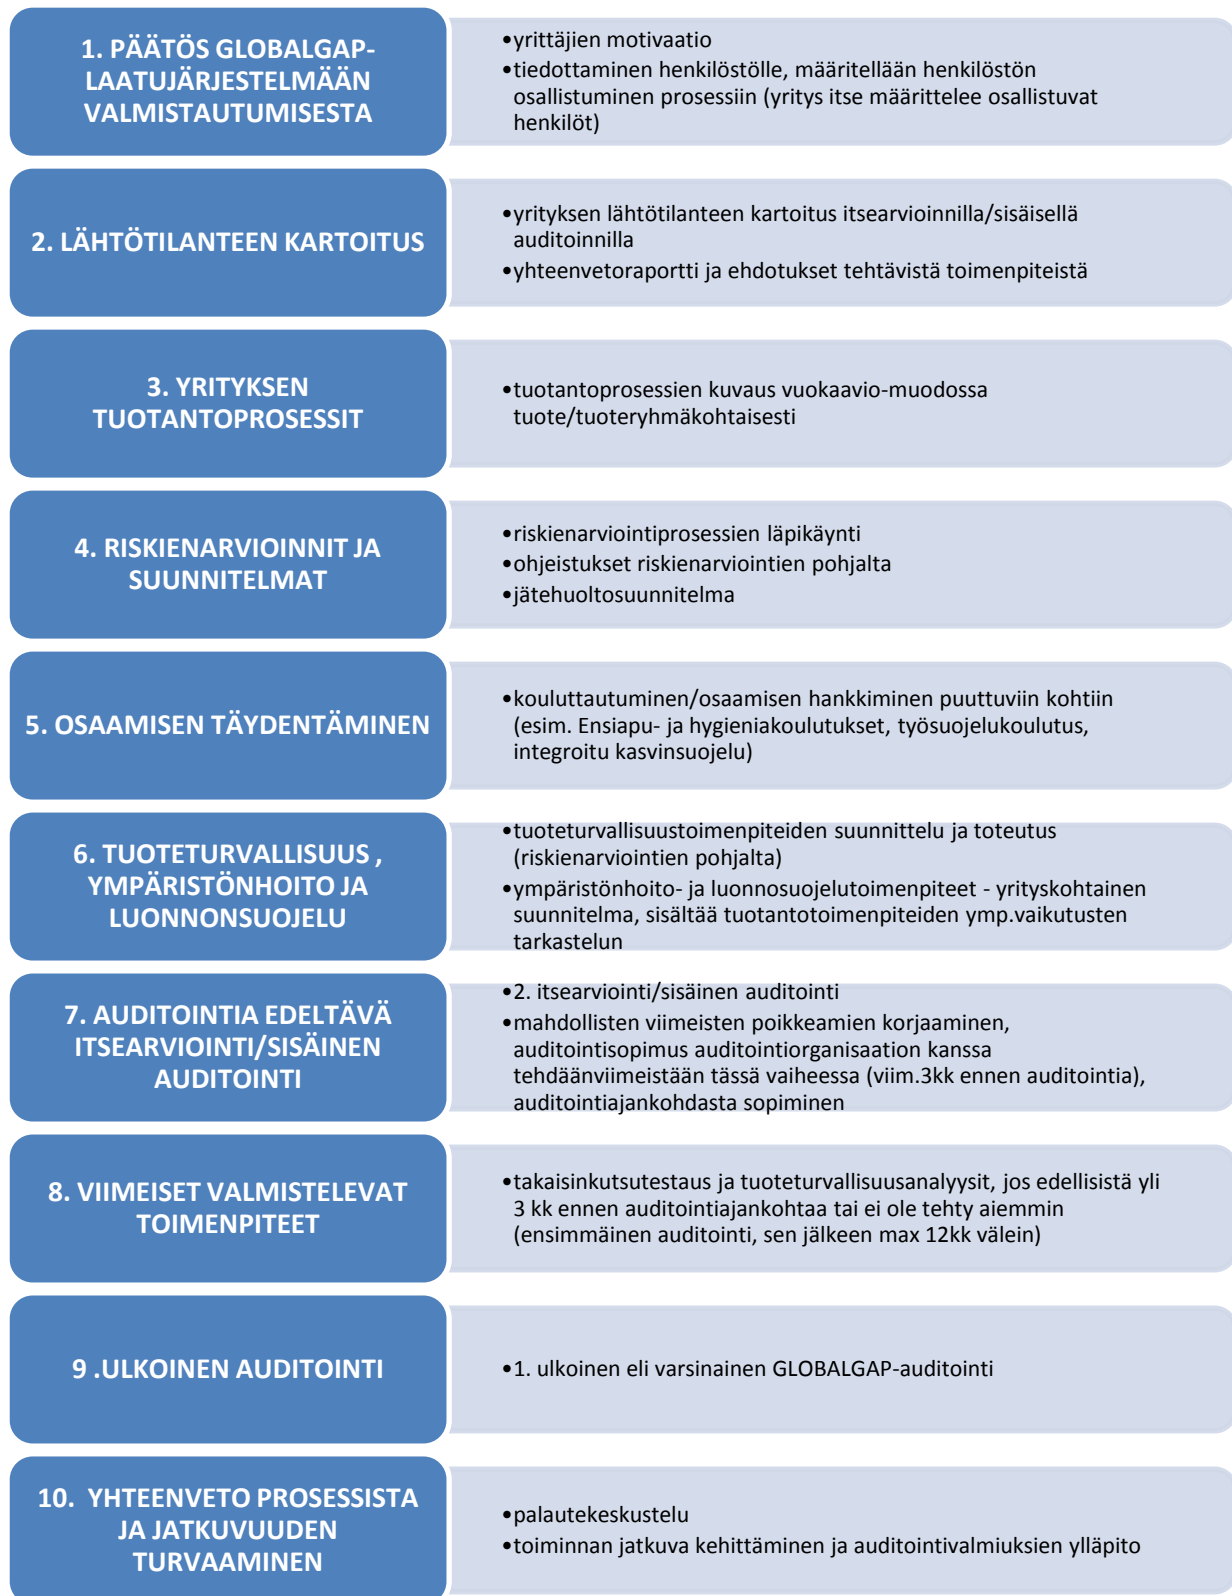 1. PÄÄTÖS GLOBALGAP-
LAATUJÄRJESTELMÄÄN
VALMISTAUTUMISESTA
•yrittäjien motivaatio
•tiedottaminen henkilöstölle, määritellään henkilöstön
osallistuminen prosessiin (yritys itse määrittelee osallistuvat
henkilöt)
2. LÄHTÖTILANTEEN KARTOITUS
•yrityksen lähtötilanteen kartoitus itsearvioinnilla/sisäisellä
auditoinnilla
•yhteenvetoraportti ja ehdotukset tehtävistä toimenpiteistä
3. YRITYKSEN
TUOTANTOPROSESSIT
•tuotantoprosessien kuvaus vuokaavio-muodossa
tuote/tuoteryhmäkohtaisesti
4. RISKIENARVIOINNIT JA
SUUNNITELMAT
•riskienarviointiprosessien läpikäynti
•ohjeistukset riskienarviointien pohjalta
•jätehuoltosuunnitelma
5. OSAAMISEN TÄYDENTÄMINEN
•kouluttautuminen/osaamisen hankkiminen puuttuviin kohtiin
(esim. Ensiapu- ja hygieniakoulutukset, työsuojelukoulutus,
integroitu kasvinsuojelu)
6. TUOTETURVALLISUUS ,
YMPÄRISTÖNHOITO JA
LUONNONSUOJELU
•tuoteturvallisuustoimenpiteiden suunnittelu ja toteutus
(riskienarviointien pohjalta)
•ympäristönhoito- ja luonnosuojelutoimenpiteet - yrityskohtainen
suunnitelma, sisältää tuotantotoimenpiteiden ymp.vaikutusten
tarkastelun
7. AUDITOINTIA EDELTÄVÄ
ITSEARVIOINTI/SISÄINEN
AUDITOINTI
•2. itsearviointi/sisäinen auditointi
•mahdollisten viimeisten poikkeamien korjaaminen,
auditointisopimus auditointiorganisaation kanssa
tehdäänviimeistään tässä vaiheessa (viim.3kk ennen auditointia),
auditointiajankohdasta sopiminen
8. VIIMEISET VALMISTELEVAT
TOIMENPITEET
•takaisinkutsutestaus ja tuoteturvallisuusanalyysit, jos edellisistä yli
3 kk ennen auditointiajankohtaa tai ei ole tehty aiemmin
(ensimmäinen auditointi, sen jälkeen max 12kk välein)
9 .ULKOINEN AUDITOINTI
•1. ulkoinen eli varsinainen GLOBALGAP-auditointi
10. YHTEENVETO PROSESSISTA
JA JATKUVUUDEN
TURVAAMINEN
•palautekeskustelu
•toiminnan jatkuva kehittäminen ja auditointivalmiuksien ylläpito